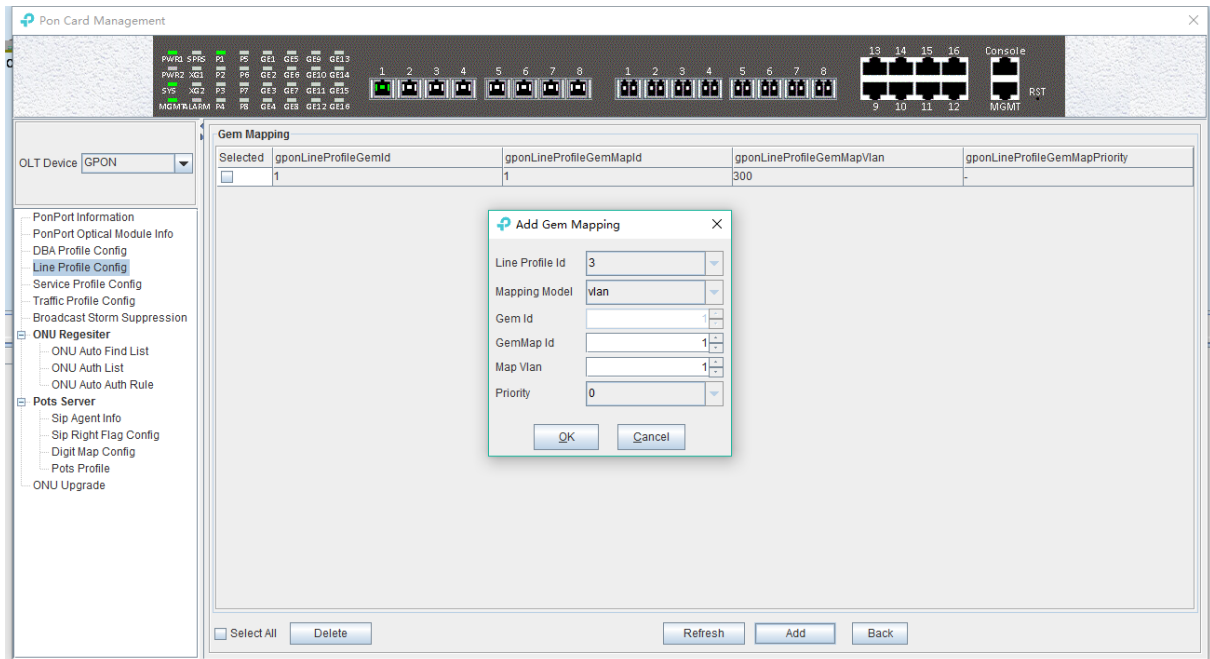 Pon Card Management
PWR1 SPRS P1 P5 GE1 GE5 GE9 GE13
PWR2 XG1 P2 P6 GE2 GE6 GE10 GE14
SYS XG2 P3 P7 GE3 GE7 GE11 GE15
P4 P8 GE4 GE8 GE12 GE16
1 2 3 4 5 6 7 8 1 2 3 4 5 6 7 8
13 14 15 16 Console
9 10 11 12 MGMT RST
OLT Device GPON
PonPort Information
PonPort Optical Module Info
DBA Profile Config
Line Profile Config
Service Profile Config
Traffic Profile Config
Broadcast Storm Suppression
ONU Regesiter
ONU Auto Find List
ONU Auth List
ONU Auto Auth Rule
Pots Server
Sip Agent Info
Sip Right Flag Config
Digit Map Config
Pots Profile
ONU Upgrade
Gem Mapping
Selected gponLineProfileGemId gponLineProfileGemMapId gponLineProfileGemMapVlan gponLineProfileGemMapPriority
1 1 300 -
Add Gem Mapping
Line Profile Id 3
Mapping Model vlan
Gem Id 1
GemMap Id 1
Map Vlan 1
Priority 0
OK Cancel
Select All Delete Refresh Add Back